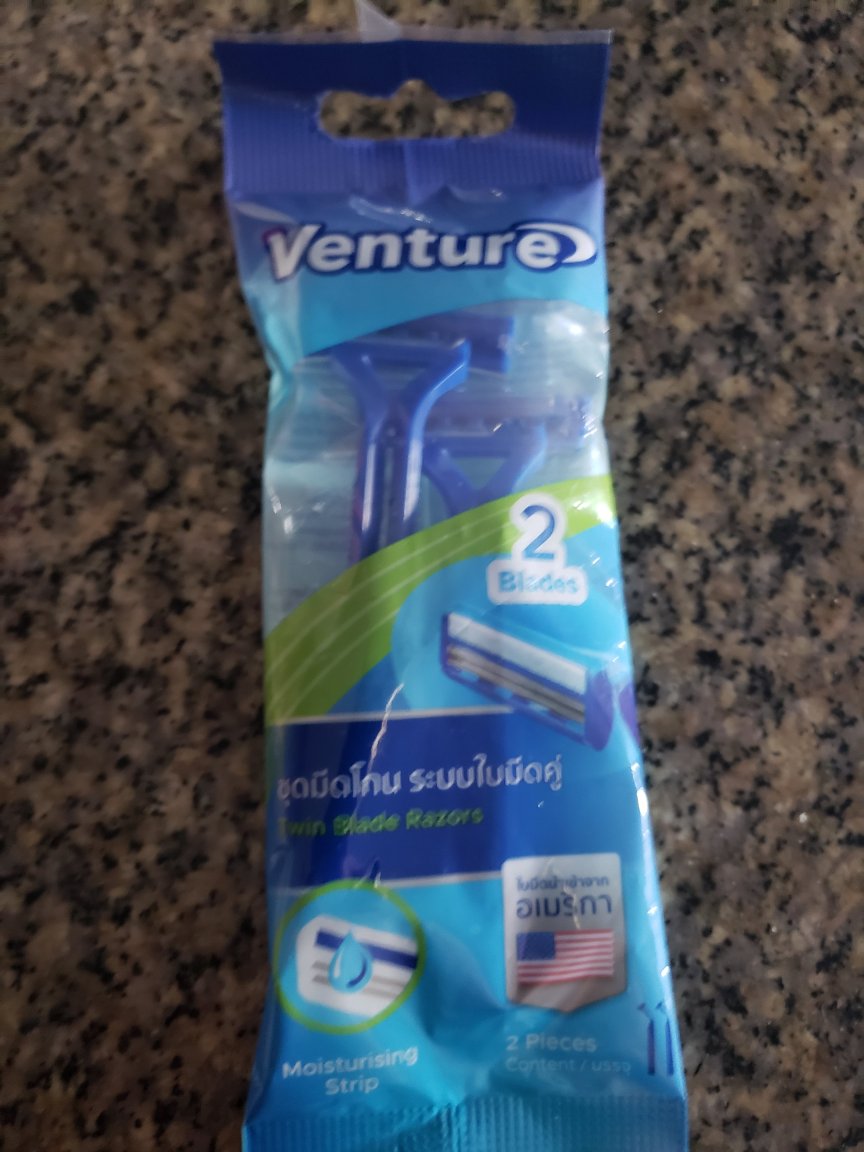 Venture
2
Blades
ชุดมีดโกน ระบบใบมีดคู่
Twin Blade Razors
ใบมีดนำเข้าจาก
อเมริกา
Moisturising
Strip
2 Pieces
Content / บรรจุ